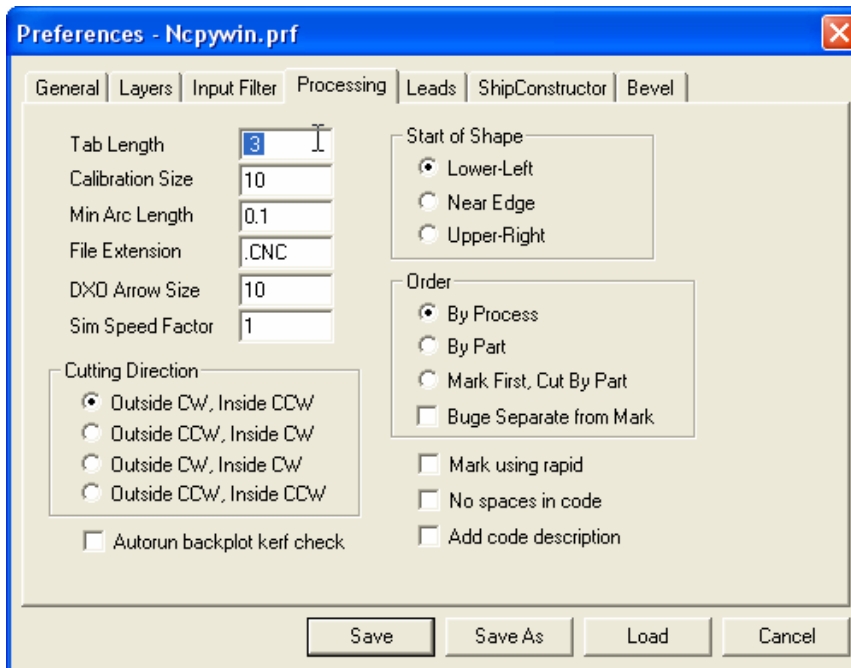 Preferences - Ncpywin.prf
General Layers Input Filter Processing Leads ShipConstructor Bevel
Tab Length 3
Calibration Size 10
Min Arc Length 0.1
File Extension .CNC
DXO Arrow Size 10
Sim Speed Factor 1
Cutting Direction
Outside CW, Inside CCW
Outside CCW, Inside CW
Outside CW, Inside CW
Outside CCW, Inside CCW
Autorun backplot kerf check
Start of Shape
Lower-Left
Near Edge
Upper-Right
Order
By Process
By Part
Mark First, Cut By Part
Buge Separate from Mark
Mark using rapid
No spaces in code
Add code description
Save Save As Load Cancel